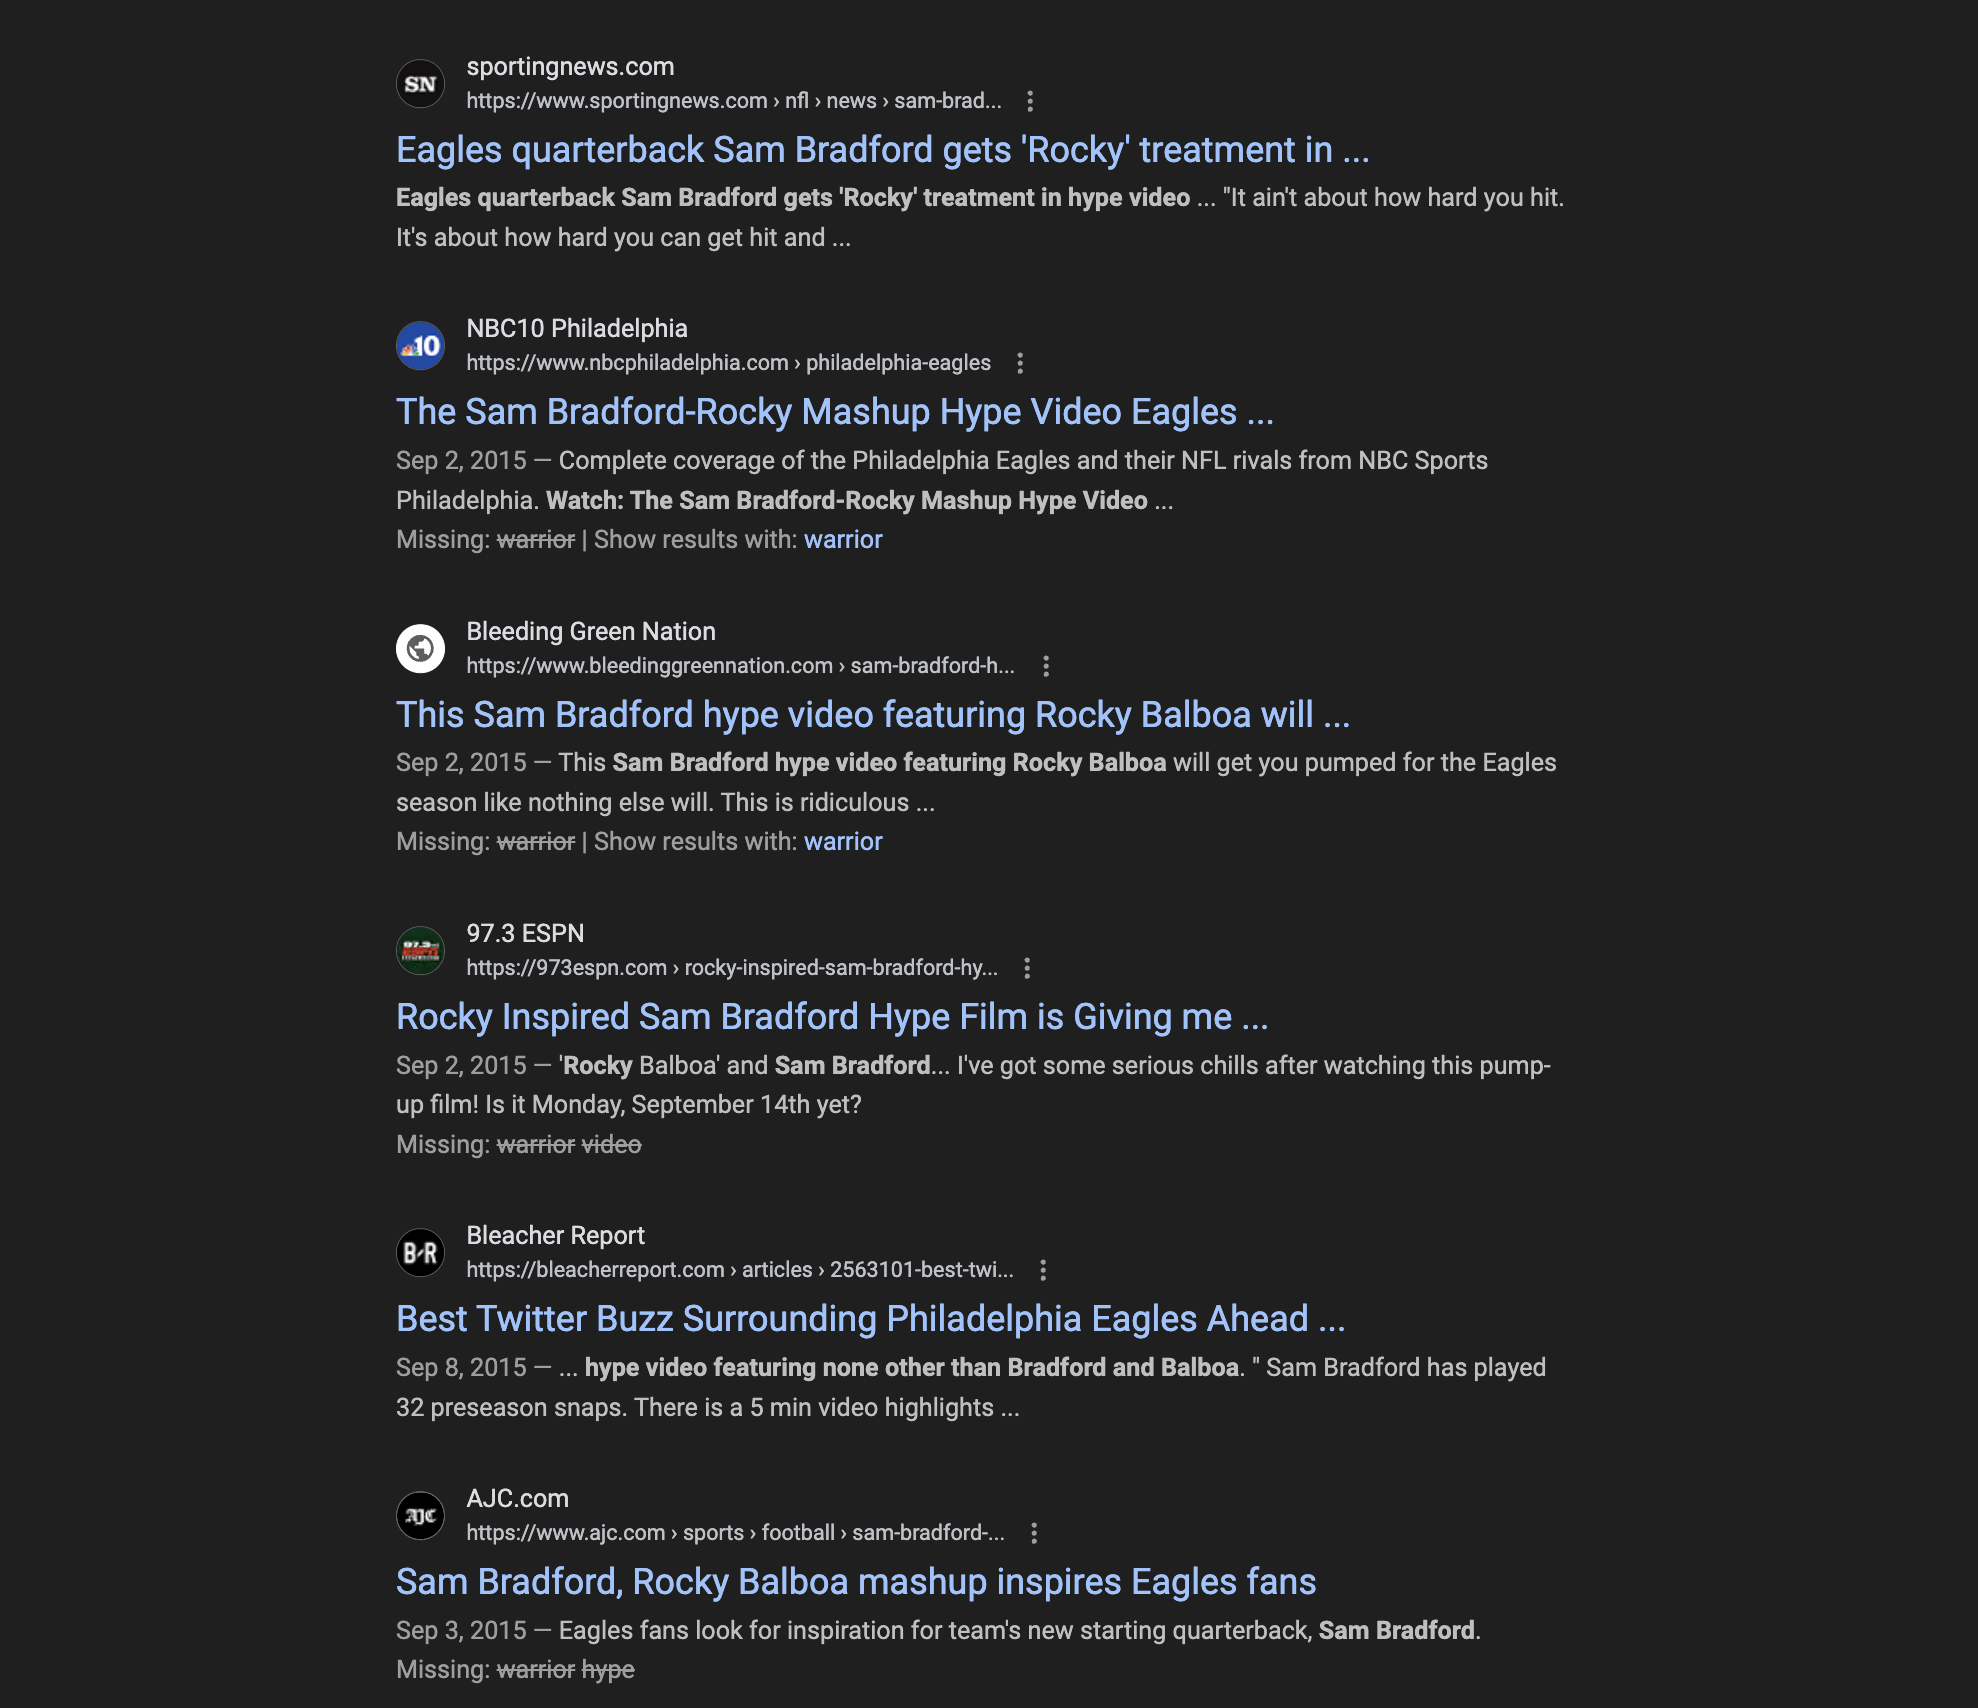 SN
sportingnews.com
https://www.sportingnews.com › nfl › news › sam-brad...
Eagles quarterback Sam Bradford gets 'Rocky' treatment in ...
Eagles quarterback Sam Bradford gets 'Rocky' treatment in hype video ... "It ain't about how hard you hit.
It's about how hard you can get hit and ...
10
NBC10 Philadelphia
https://www.nbcphiladelphia.com › philadelphia-eagles
The Sam Bradford-Rocky Mashup Hype Video Eagles ...
Sep 2, 2015 — Complete coverage of the Philadelphia Eagles and their NFL rivals from NBC Sports
Philadelphia. Watch: The Sam Bradford-Rocky Mashup Hype Video ...
Missing: warrior | Show results with: warrior
Bleeding Green Nation
https://www.bleedinggreennation.com › sam-bradford-h...
This Sam Bradford hype video featuring Rocky Balboa will ...
Sep 2, 2015 — This Sam Bradford hype video featuring Rocky Balboa will get you pumped for the Eagles
season like nothing else will. This is ridiculous ...
Missing: warrior | Show results with: warrior
97.3
ESPN
97.3 ESPN
https://973espn.com › rocky-inspired-sam-bradford-hy...
Rocky Inspired Sam Bradford Hype Film is Giving me ...
Sep 2, 2015 — 'Rocky Balboa' and Sam Bradford... I've got some serious chills after watching this pump-
up film! Is it Monday, September 14th yet?
Missing: warrior video
B/R
Bleacher Report
https://bleacherreport.com › articles › 2563101-best-twi...
Best Twitter Buzz Surrounding Philadelphia Eagles Ahead ...
Sep 8, 2015 — ... hype video featuring none other than Bradford and Balboa. " Sam Bradford has played
32 preseason snaps. There is a 5 min video highlights ...
AJC
AJC.com
https://www.ajc.com › sports › football › sam-bradford-...
Sam Bradford, Rocky Balboa mashup inspires Eagles fans
Sep 3, 2015 — Eagles fans look for inspiration for team's new starting quarterback, Sam Bradford.
Missing: warrior hype